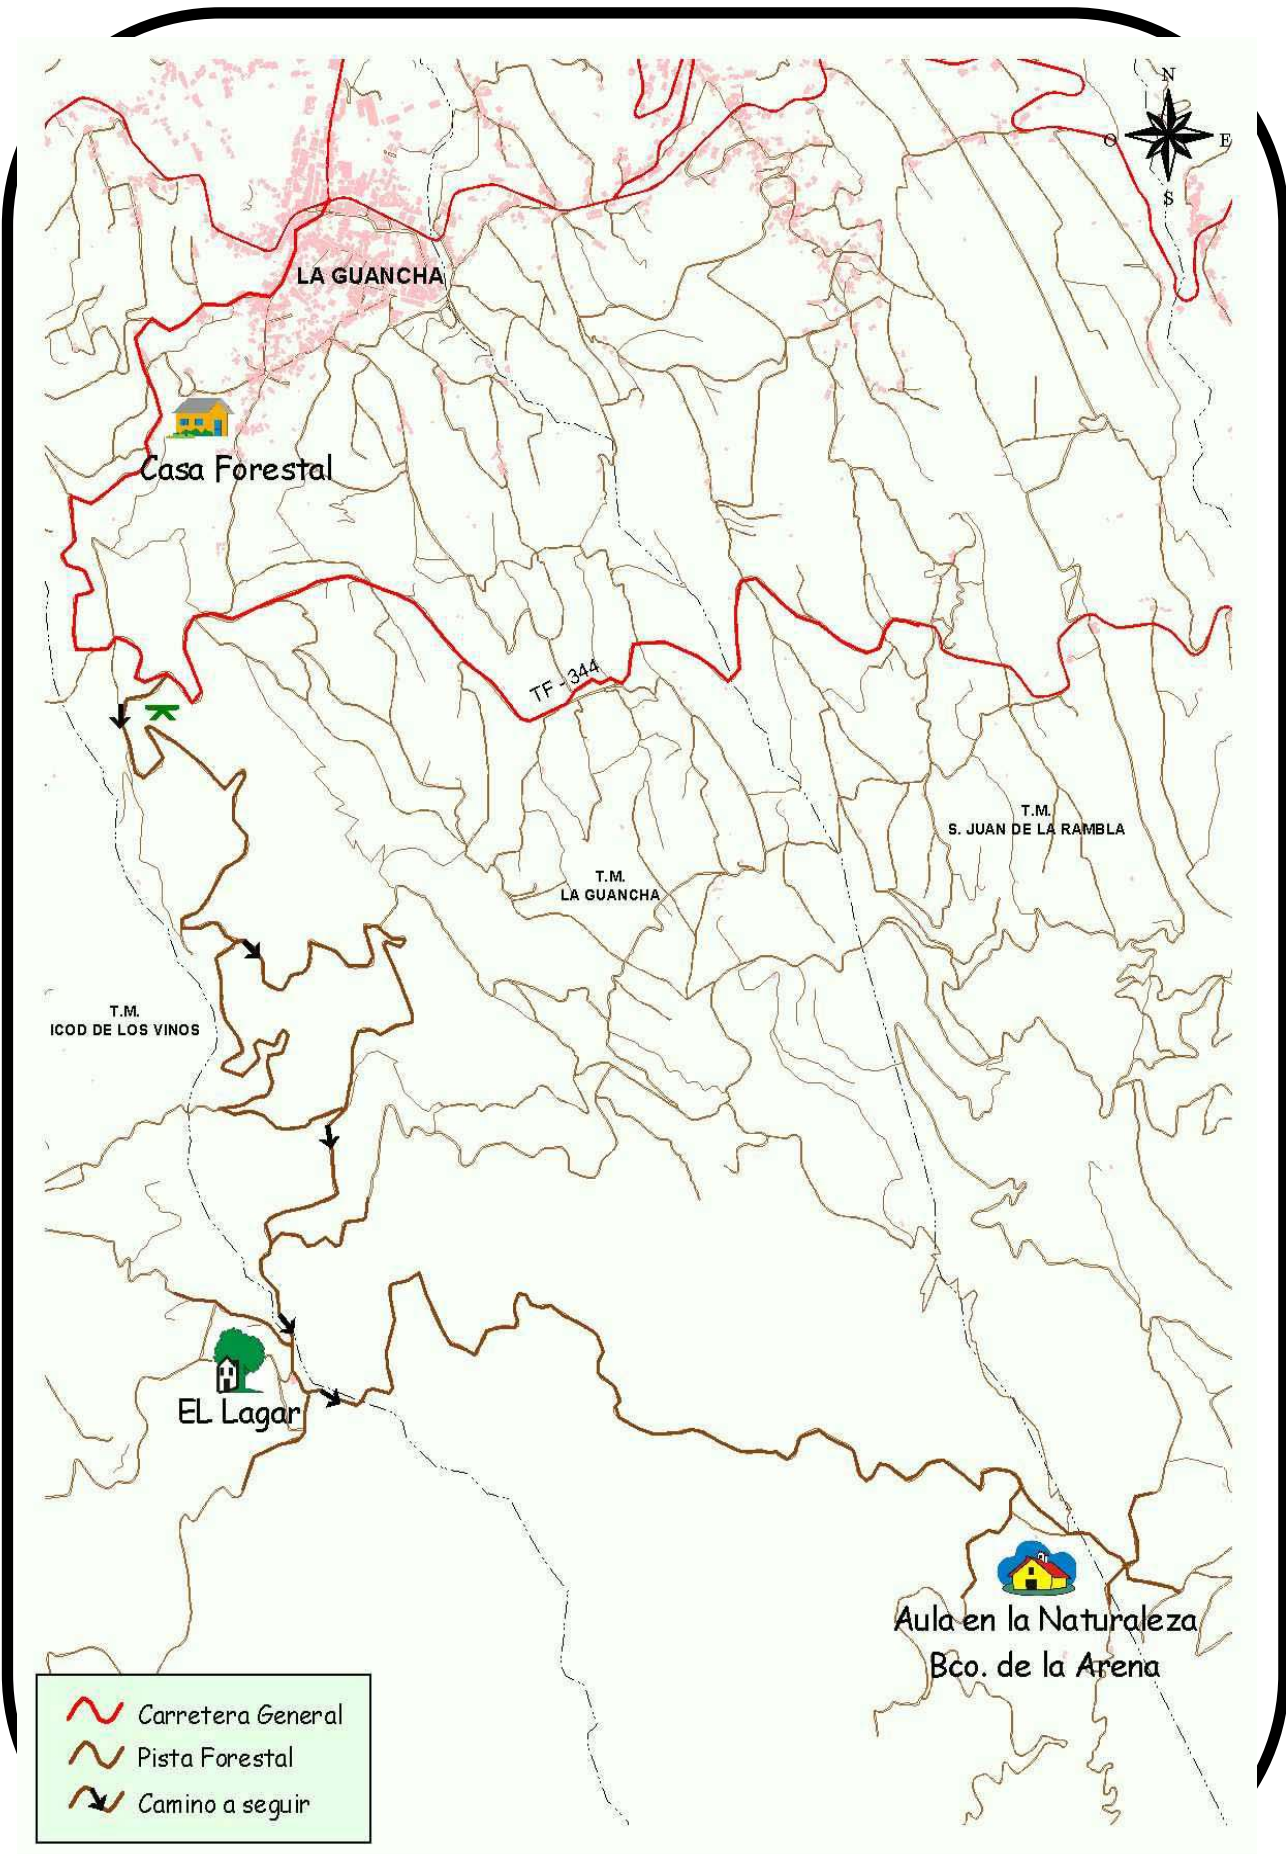 N
O
E
S
LA GUANCHA
Casa Forestal
TF - 344
T.M.
S. JUAN DE LA RAMBLA
T.M.
LA GUANCHA
T.M.
ICOD DE LOS VINOS
EL Lagar
Aula en la Naturaleza
Bco. de la Arena
Carretera General
Pista Forestal
Camino a seguir